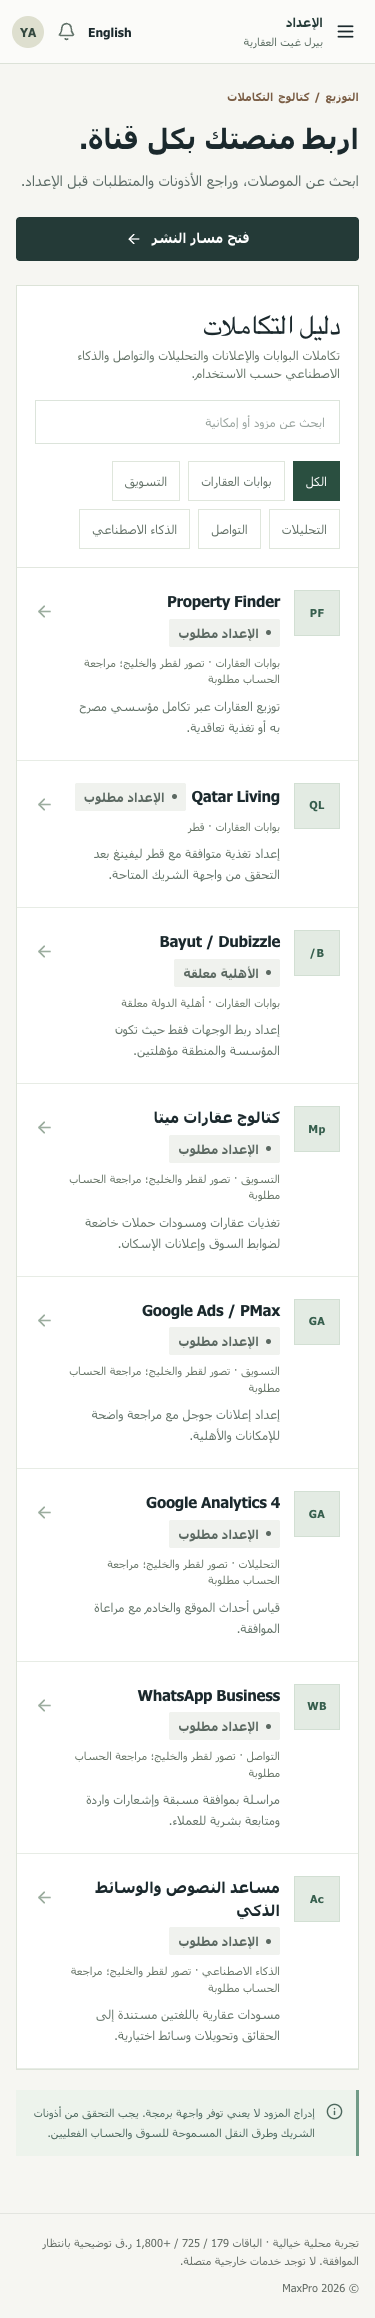 الإعداد
بيرل غيت العقارية
English
YA
التوزيع / كتالوج التكاملات
اربط منصتك بكل قناة.
ابحث عن الموصلات، وراجع الأذونات والمتطلبات قبل الإعداد.
فتح مسار النشر ←
دليل التكاملات
تكاملات البوابات والإعلانات والتحليلات والتواصل والذكاء
الاصطناعي حسب الاستخدام.
ابحث عن مزود أو إمكانية
الكل
بوابات العقارات
التسويق
التحليلات
التواصل
الذكاء الاصطناعي
PF
Property Finder
• الإعداد مطلوب
بوابات العقارات · تصور لقطر والخليج؛ مراجعة
الحساب مطلوبة
توزيع العقارات عبر تكامل مؤسسي مصرح
به أو تغذية تعاقدية.
QL
Qatar Living • الإعداد مطلوب
بوابات العقارات · قطر
إعداد تغذية متوافقة مع قطر ليفينغ بعد
التحقق من واجهة الشريك المتاحة.
B/
Bayut / Dubizzle
• الأهلية معلقة
بوابات العقارات · أهلية الدولة معلقة
إعداد ربط الوجهات فقط حيث تكون
المؤسسة والمنطقة مؤهلتين.
Mp
كتالوج عقارات ميتا
• الإعداد مطلوب
التسويق · تصور لقطر والخليج؛ مراجعة الحساب
مطلوبة
تغذيات عقارات ومسودات حملات خاضعة
لضوابط السوق وإعلانات الإسكان.
GA
Google Ads / PMax
• الإعداد مطلوب
التسويق · تصور لقطر والخليج؛ مراجعة الحساب
مطلوبة
إعداد إعلانات جوجل مع مراجعة واضحة
للإمكانات والأهلية.
GA
Google Analytics 4
• الإعداد مطلوب
التحليلات · تصور لقطر والخليج؛ مراجعة
الحساب مطلوبة
قياس أحداث الموقع والخادم مع مراعاة
الموافقة.
WB
WhatsApp Business
• الإعداد مطلوب
التواصل · تصور لقطر والخليج؛ مراجعة الحساب
مطلوبة
مراسلة بموافقة مسبقة وإشعارات واردة
ومتابعة بشرية للعملاء.
Ac
مساعد النصوص والوسائط
الذكي
• الإعداد مطلوب
الذكاء الاصطناعي · تصور لقطر والخليج؛ مراجعة
الحساب مطلوبة
مسودات عقارية باللغتين مستندة إلى
الحقائق وتحويلات وسائط اختيارية.
إدراج المزود لا يعني توفر واجهة برمجة. يجب التحقق من أذونات
الشريك وطرق النقل المسموحة للسوق والحساب الفعليين.
تجربة محلية خيالية · الباقات 179 / 725 / +1,800 ر.ق توضيحية بانتظار
الموافقة. لا توجد خدمات خارجية متصلة.
© 2026 MaxPro